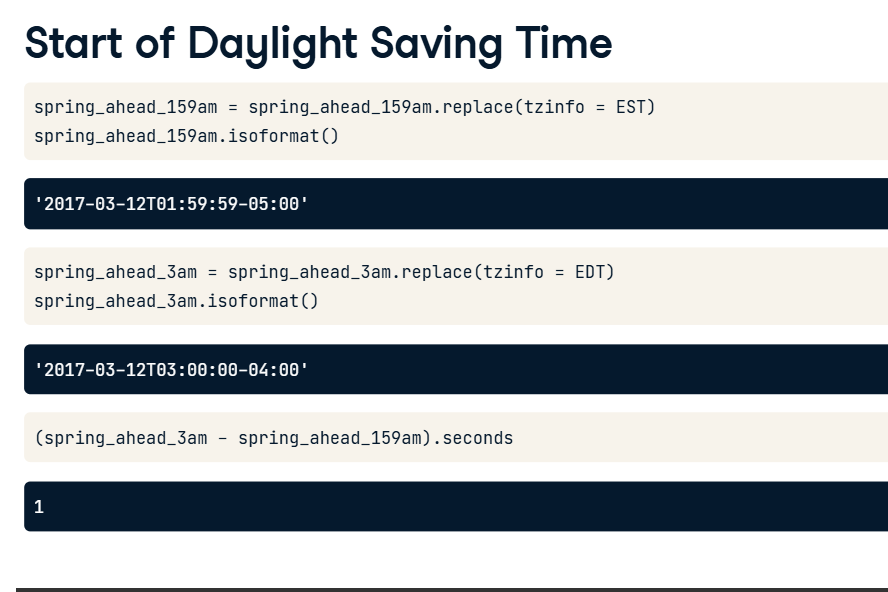 Start of Daylight Saving Time
spring_ahead_159am = spring_ahead_159am.replace(tzinfo = EST)
spring_ahead_159am.isoformat()
'2017-03-12T01:59:59-05:00'
spring_ahead_3am = spring_ahead_3am.replace(tzinfo = EDT)
spring_ahead_3am.isoformat()
'2017-03-12T03:00:00-04:00'
(spring_ahead_3am - spring_ahead_159am).seconds
1